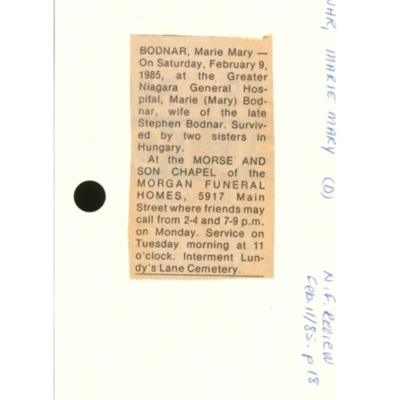 BODNAR, Marie Mary —
On Saturday, February 9,
1985, at the Greater
Niagara General Hos-
pital, Marie (Mary) Bod-
nar, wife of the late
Stephen Bodnar. Surviv-
ed by two sisters in
Hungary.
At the MORSE AND
SON CHAPEL of the
MORGAN FUNERAL
HOMES, 5917 Main
Street where friends may
call from 2-4 and 7-9 p.m.
on Monday. Service on
Tuesday morning at 11
o'clock. Interment Lun-
dy's Lane Cemetery.
MARIE MARY (D)
N.F. REVIEW
Feb. 11/85 - p 18